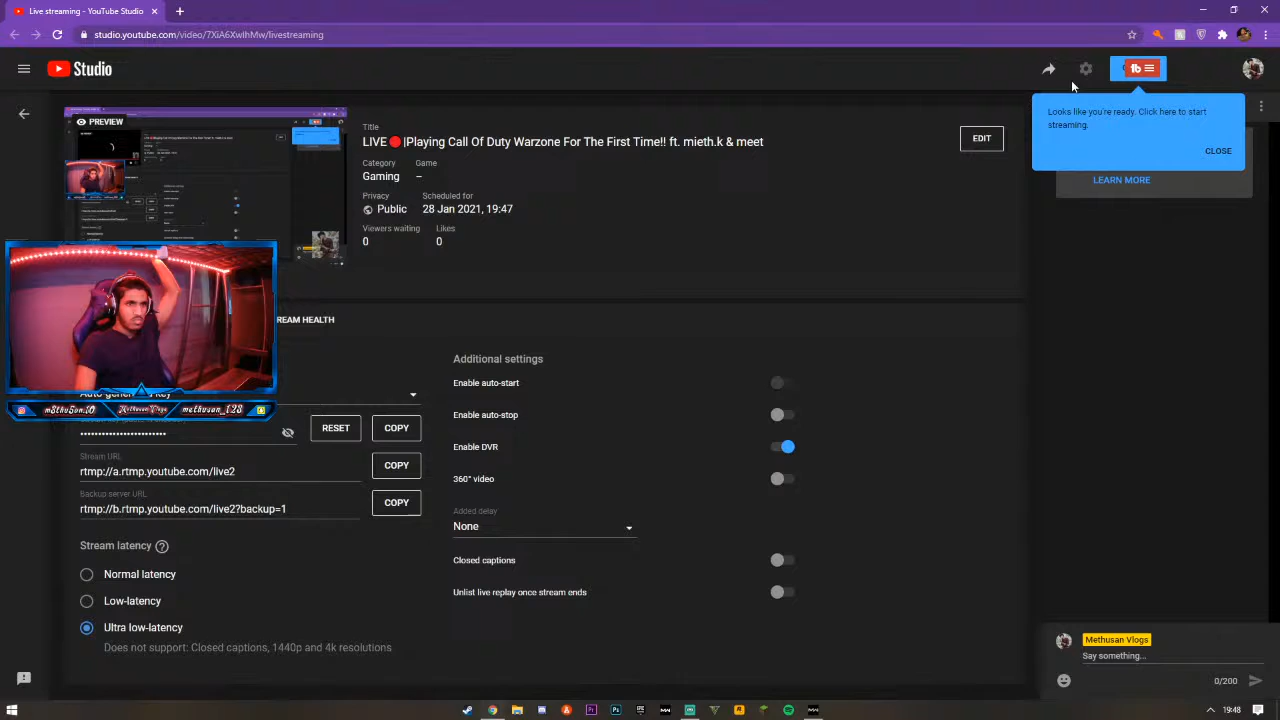 Live streaming - YouTube Studio
studio.youtube.com/video/7XiA6XwIhMw/livestreaming
Studio
tb
Looks like you're ready. Click here to start
streaming.
CLOSE
LEARN MORE
PREVIEW
Title
LIVE🔴|Playing Call Of Duty Warzone For The First Time!! ft. mieth.k & meet
EDIT
Category
Game
Gaming
–
Privacy
Scheduled for
Public
28 Jan 2021, 19:47
Viewers waiting
Likes
0
0
REAM HEALTH
m8thu5an.10
Methusan Vlogs
methusan_t28
RESET
COPY
Stream URL
rtmp://a.rtmp.youtube.com/live2
COPY
Backup server URL
rtmp://b.rtmp.youtube.com/live2?backup=1
COPY
Stream latency
Normal latency
Low-latency
Ultra low-latency
Does not support: Closed captions, 1440p and 4k resolutions
Additional settings
Enable auto-start
Enable auto-stop
Enable DVR
360° video
Added delay
None
Closed captions
Unlist live replay once stream ends
Methusan Vlogs
Say something...
0/200
19:48